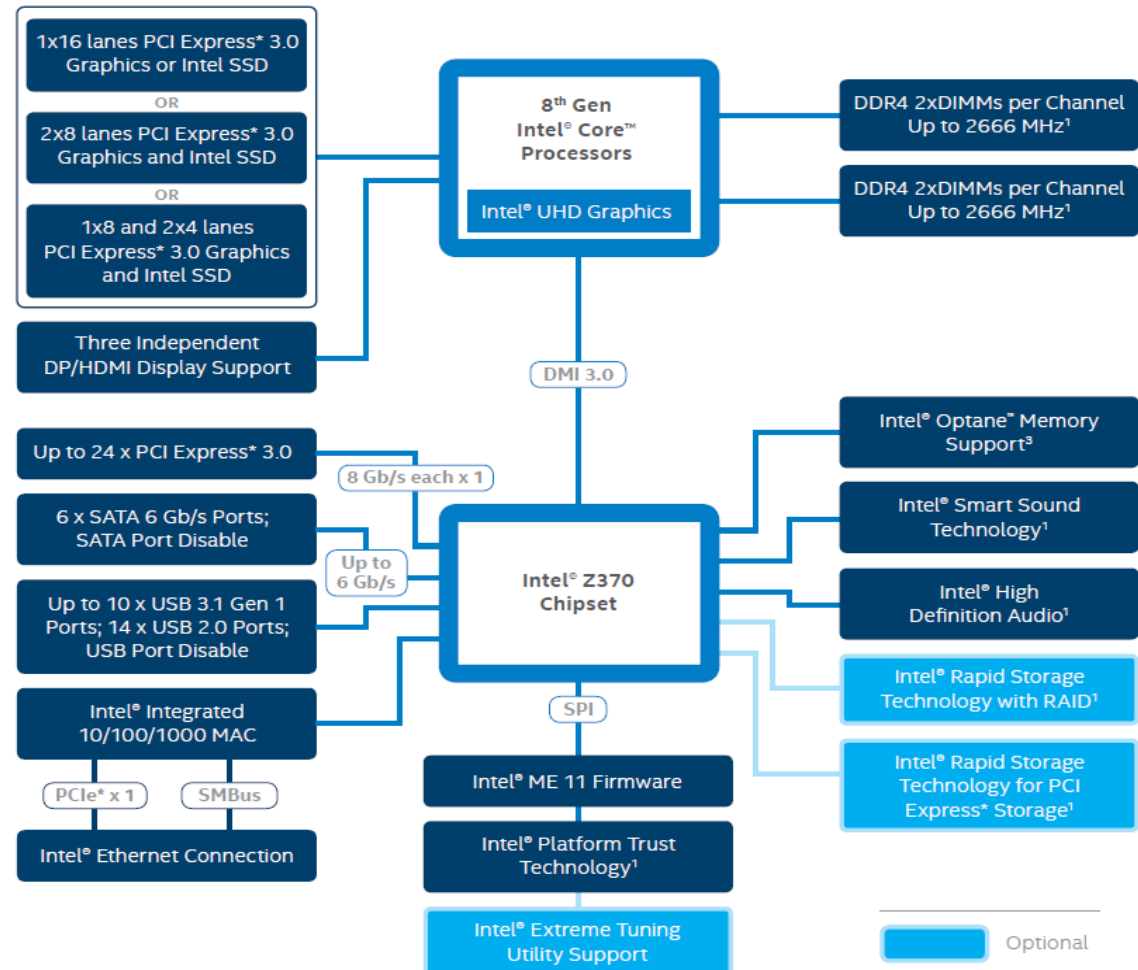 1x16 lanes PCI Express* 3.0
Graphics or Intel SSD
OR
2x8 lanes PCI Express* 3.0
Graphics and Intel SSD
OR
1x8 and 2x4 lanes
PCI Express* 3.0 Graphics
and Intel SSD
Three Independent
DP/HDMI Display Support
8th Gen
Intel® Core™
Processors
Intel® UHD Graphics
DDR4 2xDIMMs per Channel
Up to 2666 MHz¹
DDR4 2xDIMMs per Channel
Up to 2666 MHz¹
DMI 3.0
Up to 24 x PCI Express* 3.0
8 Gb/s each x 1
6 x SATA 6 Gb/s Ports;
SATA Port Disable
Up to
6 Gb/s
Up to 10 x USB 3.1 Gen 1
Ports; 14 x USB 2.0 Ports;
USB Port Disable
Intel® Integrated
10/100/1000 MAC
PCIe* x 1
SMBus
Intel® Ethernet Connection
Intel® Z370
Chipset
SPI
Intel® ME 11 Firmware
Intel® Platform Trust
Technology¹
Intel® Extreme Tuning
Utility Support
Intel® Optane™ Memory
Support³
Intel® Smart Sound
Technology¹
Intel® High
Definition Audio¹
Intel® Rapid Storage
Technology with RAID¹
Intel® Rapid Storage
Technology for PCI
Express* Storage¹
Optional